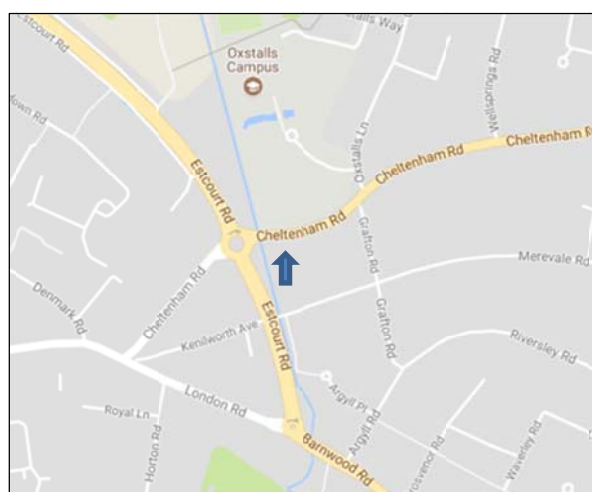 Estcourt Rd
Oxstalls
Campus
Oxstalls Way
Wellsprings Rd
Cheltenham R
Cheltenham Rd
Oxstalls Ln
Estcourt Rd
Cheltenham Rd
Grafton Rd
Merevale Rd
Cheltenham Rd
Denmark Rd
Kenilworth Ave
Estcourt Rd
Grafton Rd
Riversley Rd
London Rd
Argyll Pl
Royal Ln
Horton Rd
Argyll Rd
Barnwood Rd
Waverley Rd